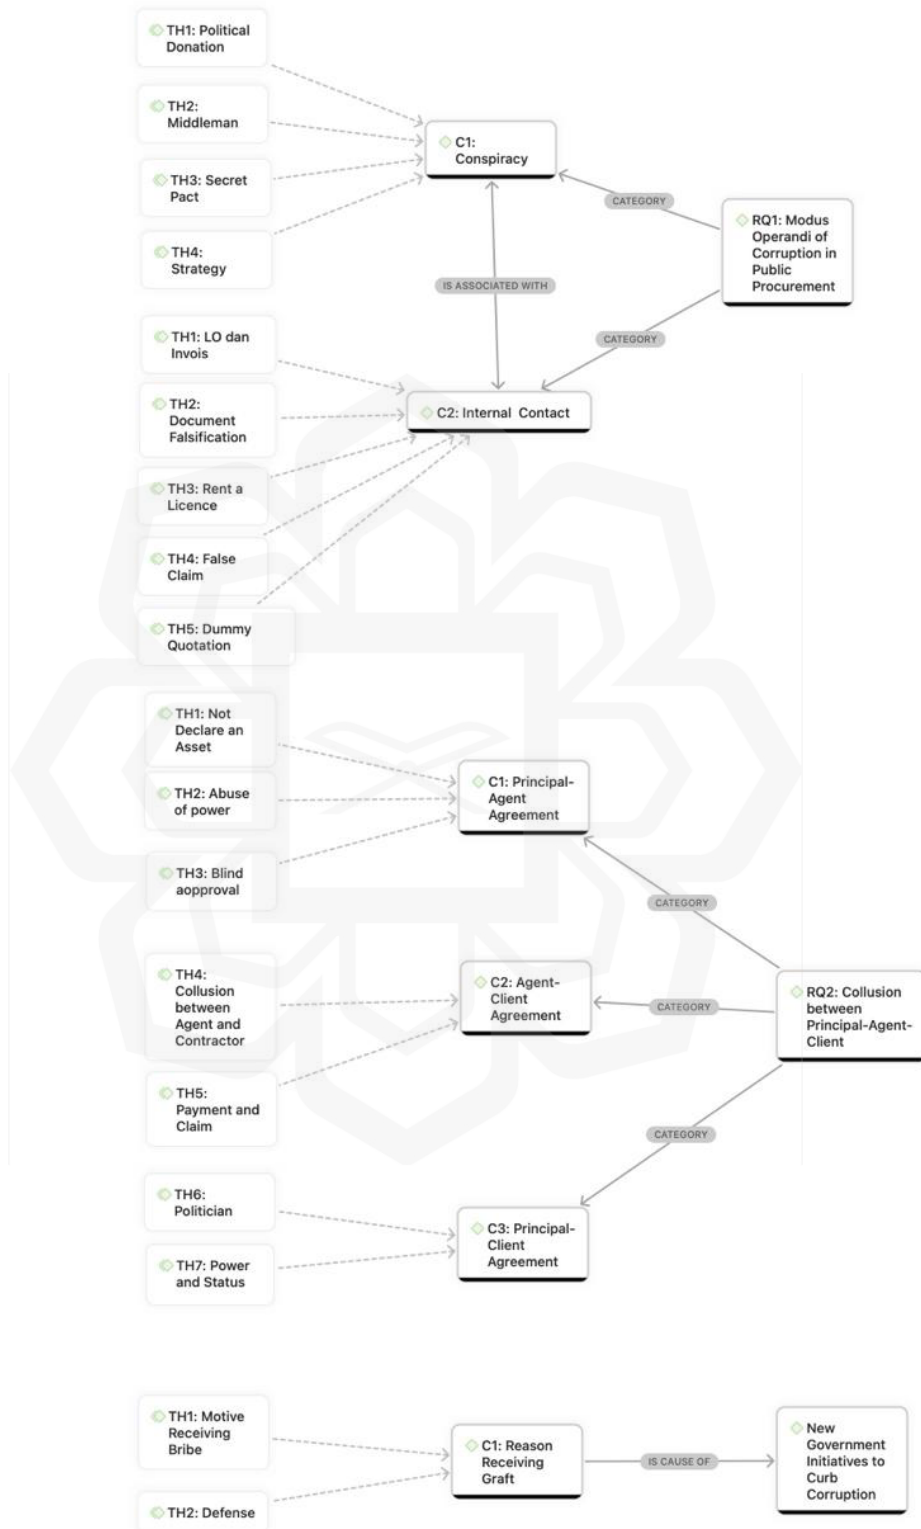 TH1: Political
Donation
TH2:
Middleman
TH3: Secret
Pact
TH4:
Strategy
C1:
Conspiracy
CATEGORY
RQ1: Modus
Operandi of
Corruption in
Public
Procurement
IS ASSOCIATED WITH
CATEGORY
TH1: LO dan
Invois
TH2:
Document
Falsification
TH3: Rent a
Licence
TH4: False
Claim
TH5: Dummy
Quotation
C2: Internal Contact
TH1: Not
Declare an
Asset
TH2: Abuse
of power
TH3: Blind
aopproval
C1: Principal-
Agent
Agreement
CATEGORY
TH4:
Collusion
between
Agent and
Contractor
TH5:
Payment and
Claim
C2: Agent-
Client
Agreement
CATEGORY
RQ2: Collusion
between
Principal-Agent-
Client
CATEGORY
TH6:
Politician
TH7: Power
and Status
C3: Principal-
Client
Agreement
TH1: Motive
Receiving
Bribe
TH2: Defense
C1: Reason
Receiving
Graft
IS CAUSE OF
New
Government
Initiatives to
Curb
Corruption